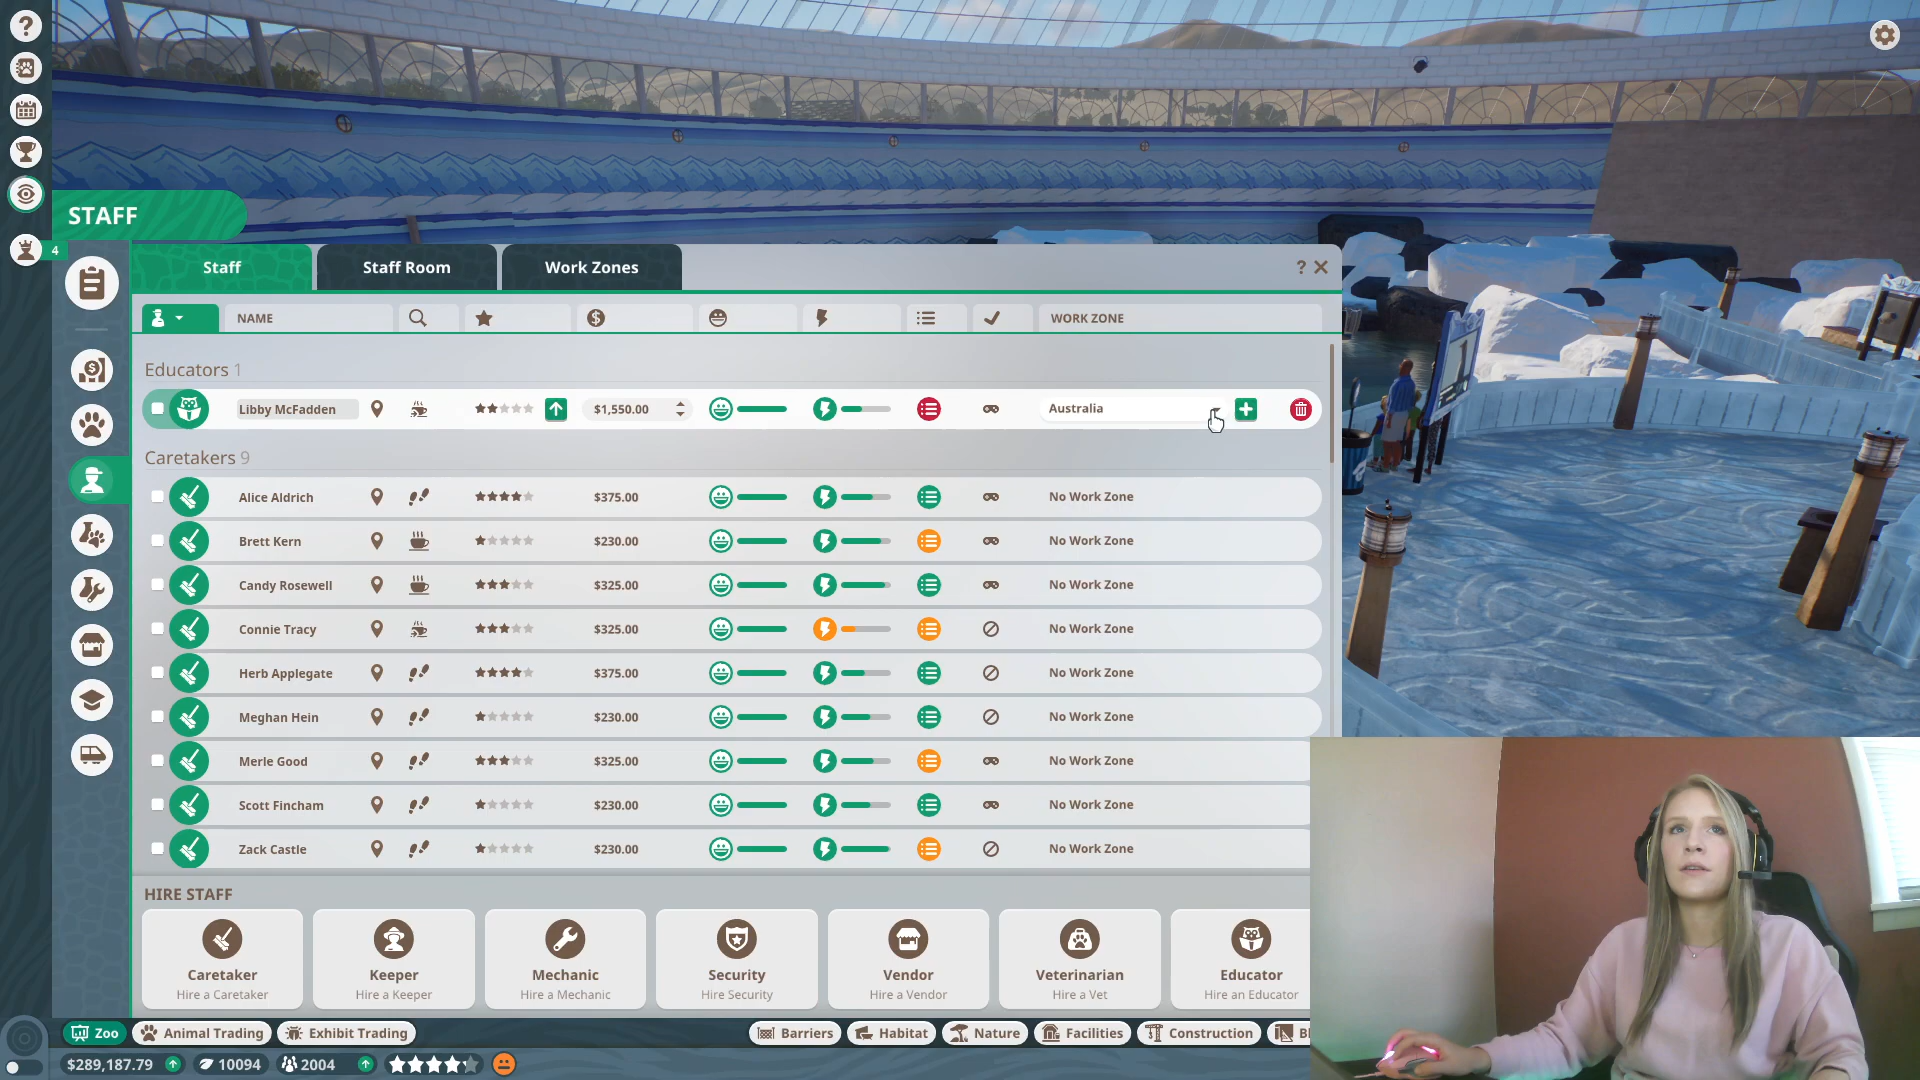 ?
4
STAFF
Staff
Staff Room
Work Zones
?
NAME
WORK ZONE
Educators 1
Libby McFadden $1,550.00 Australia
Caretakers 9
Alice Aldrich $375.00 No Work Zone
Brett Kern $230.00 No Work Zone
Candy Rosewell $325.00 No Work Zone
Connie Tracy $325.00 No Work Zone
Herb Applegate $375.00 No Work Zone
Meghan Hein $230.00 No Work Zone
Merle Good $325.00 No Work Zone
Scott Fincham $230.00 No Work Zone
Zack Castle $230.00 No Work Zone
HIRE STAFF
Caretaker
Hire a Caretaker
Keeper
Hire a Keeper
Mechanic
Hire a Mechanic
Security
Hire Security
Vendor
Hire a Vendor
Veterinarian
Hire a Vet
Educator
Hire an Educator
Zoo
Animal Trading
Exhibit Trading
Barriers
Habitat
Nature
Facilities
Construction
$289,187.79
10094
2004